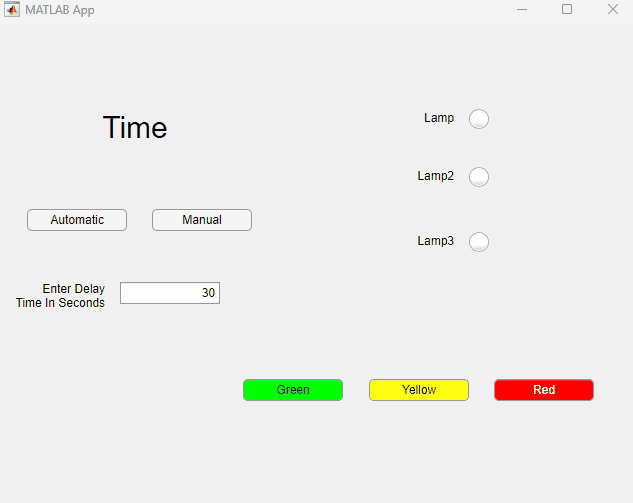 MATLAB App
Time
Lamp
Lamp2
Automatic
Manual
Lamp3
Enter Delay
Time In Seconds
30
Green
Yellow
Red